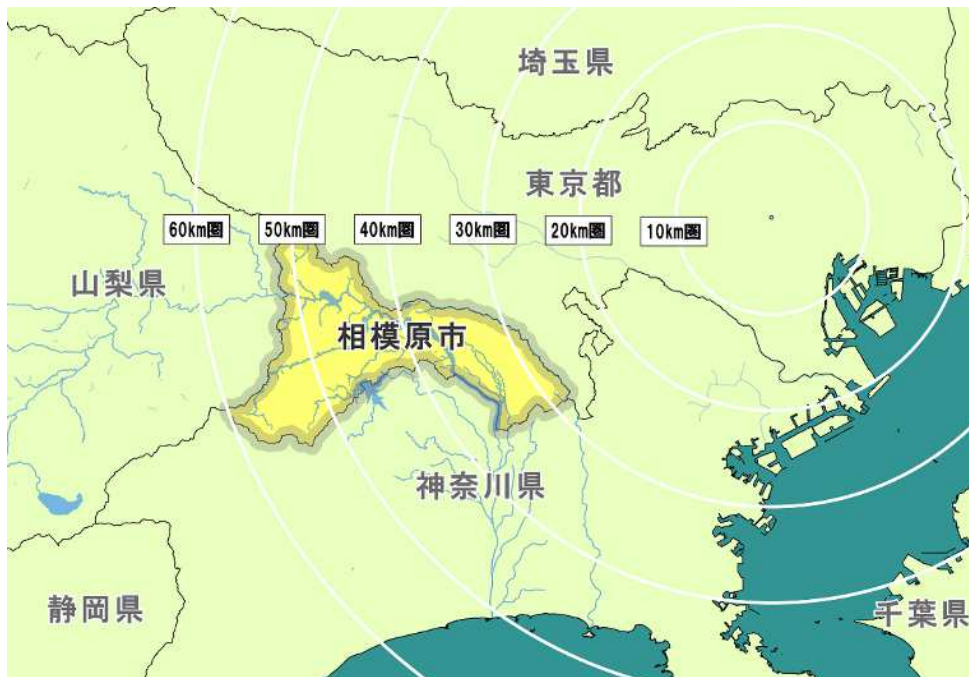 埼玉県
東京都
60km圏
50km圏
40km圏
30km圏
20km圏
10km圏
山梨県
相模原市
神奈川県
静岡県
千葉県